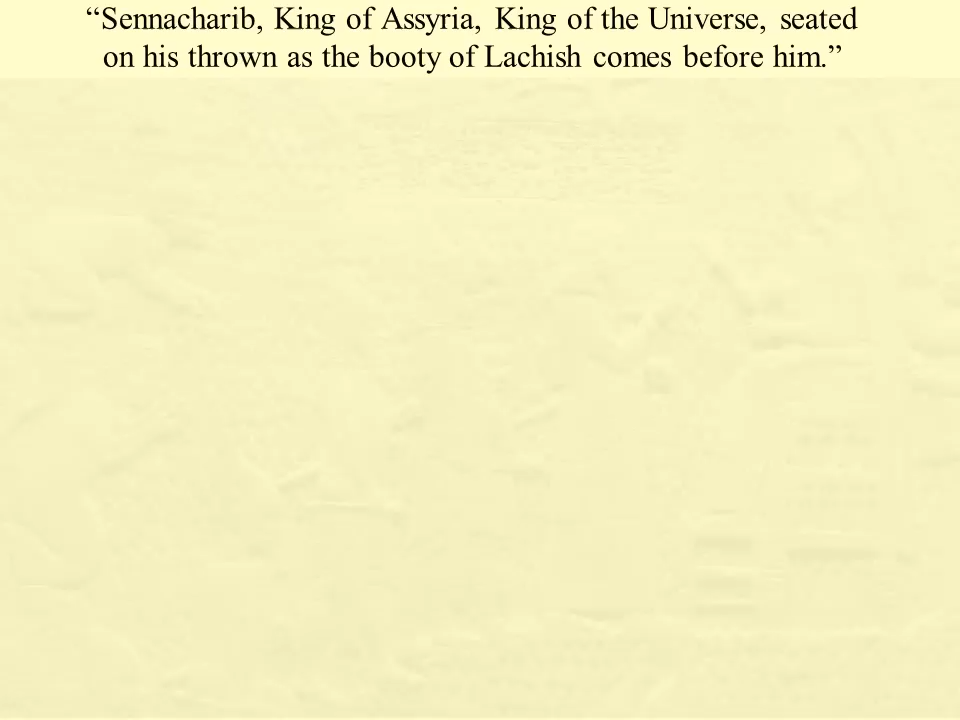 “Sennacharib, King of Assyria, King of the Universe, seated
on his thrown as the booty of Lachish comes before him.”